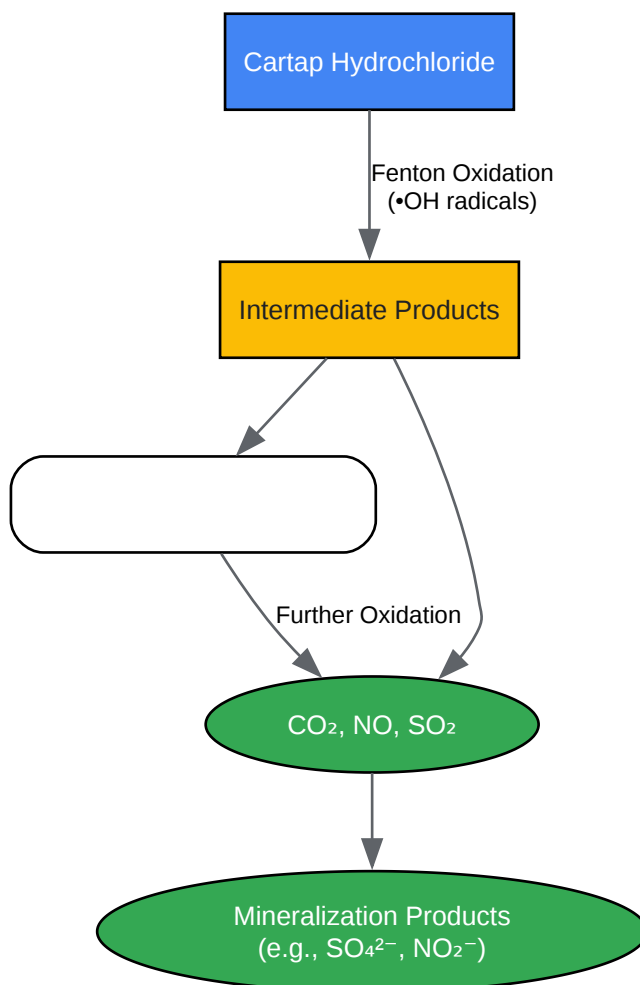 Cartap Hydrochloride
Fenton Oxidation
(•OH radicals)
Intermediate Products
Further Oxidation
CO₂, NO, SO₂
Mineralization Products
(e.g., SO₄²⁻, NO₂⁻)